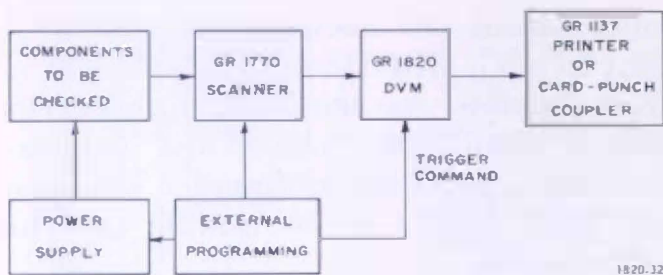 COMPONENTS
TO BE
CHECKED
GR 1770
SCANNER
GR 1820
DVM
GR 1137
PRINTER
OR
CARD-PUNCH
COUPLER
TRIGGER
COMMAND
POWER
SUPPLY
EXTERNAL
PROGRAMMING
1820-32